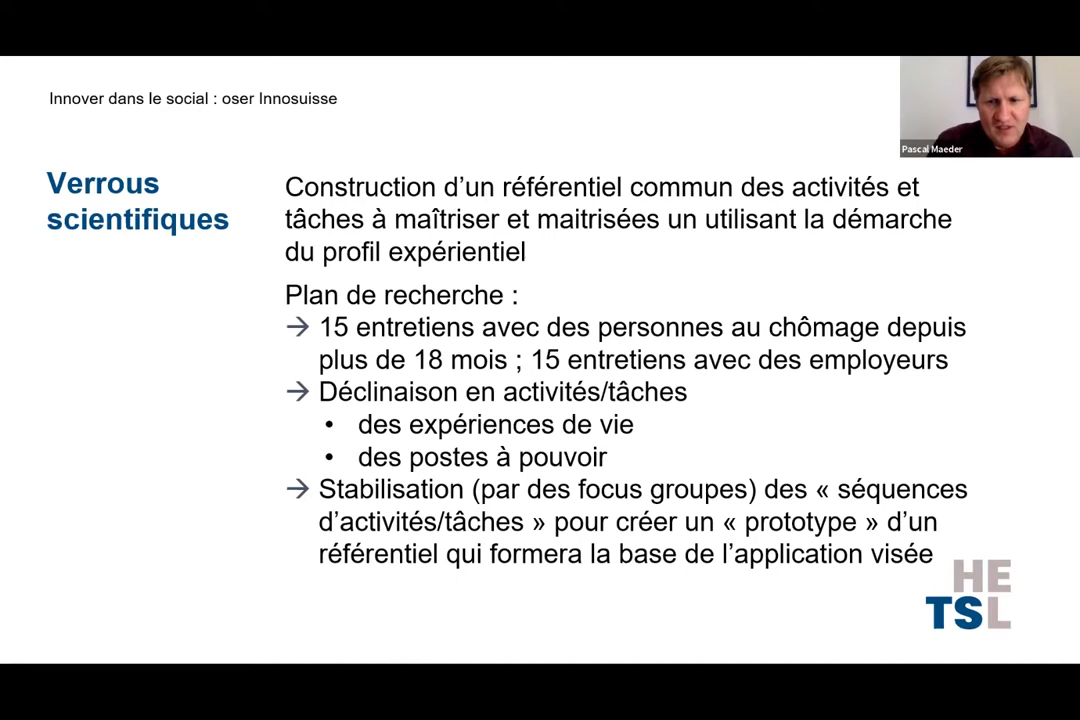 Innover dans le social : oser Innosuisse
Pascal Maeder
Verrous
scientifiques
Construction d’un référentiel commun des activités et
tâches à maîtriser et maitrisées un utilisant la démarche
du profil expérientiel
Plan de recherche :
→ 15 entretiens avec des personnes au chômage depuis
plus de 18 mois ; 15 entretiens avec des employeurs
→ Déclinaison en activités/tâches
• des expériences de vie
• des postes à pouvoir
→ Stabilisation (par des focus groupes) des « séquences
d’activités/tâches » pour créer un « prototype » d’un
référentiel qui formera la base de l’application visée
HE
TSL